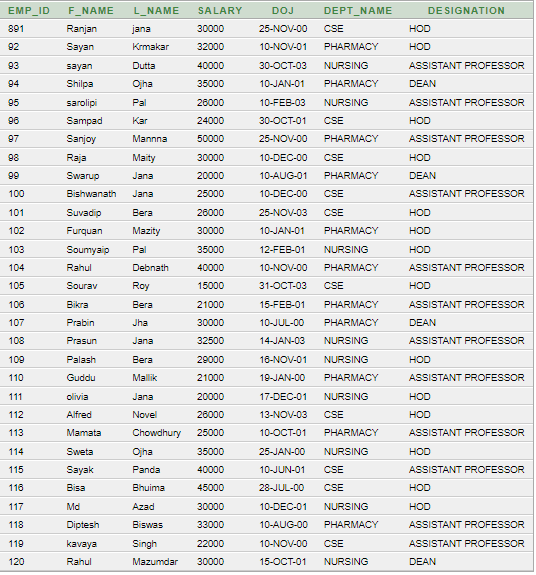 EMP_ID F_NAME L_NAME SALARY DOJ DEPT_NAME DESIGNATION
891 Ranjan jana 30000 25-NOV-00 CSE HOD
92 Sayan Krmakar 32000 10-NOV-01 PHARMACY HOD
93 sayan Dutta 40000 30-OCT-03 NURSING ASSISTANT PROFESSOR
94 Shilpa Ojha 35000 10-JAN-01 PHARMACY DEAN
95 sarolipi Pal 26000 10-FEB-03 NURSING ASSISTANT PROFESSOR
96 Sampad Kar 24000 30-OCT-01 CSE HOD
97 Sanjoy Mannna 50000 25-NOV-00 PHARMACY ASSISTANT PROFESSOR
98 Raja Maity 30000 10-DEC-00 CSE HOD
99 Swarup Jana 20000 10-AUG-01 PHARMACY DEAN
100 Bishwanath Jana 25000 10-DEC-00 CSE ASSISTANT PROFESSOR
101 Suvadip Bera 26000 25-NOV-03 CSE HOD
102 Furquan Mazity 30000 10-JAN-01 PHARMACY HOD
103 Soumyaip Pal 35000 12-FEB-01 NURSING HOD
104 Rahul Debnath 40000 10-NOV-00 PHARMACY ASSISTANT PROFESSOR
105 Sourav Roy 15000 31-OCT-03 CSE HOD
106 Bikra Bera 21000 15-FEB-01 PHARMACY ASSISTANT PROFESSOR
107 Prabin Jha 30000 10-JUL-00 PHARMACY DEAN
108 Prasun Jana 32500 14-JAN-03 NURSING ASSISTANT PROFESSOR
109 Palash Bera 29000 16-NOV-01 NURSING HOD
110 Guddu Mallik 21000 19-JAN-00 PHARMACY ASSISTANT PROFESSOR
111 olivia Jana 20000 17-DEC-01 NURSING HOD
112 Alfred Novel 26000 13-NOV-03 CSE HOD
113 Mamata Chowdhury 25000 10-OCT-01 PHARMACY ASSISTANT PROFESSOR
114 Sweta Ojha 35000 25-JAN-00 NURSING HOD
115 Sayak Panda 40000 10-JUN-01 CSE ASSISTANT PROFESSOR
116 Bisa Bhuima 45000 28-JUL-00 CSE HOD
117 Md Azad 30000 10-DEC-01 NURSING HOD
118 Diptesh Biswas 33000 10-AUG-00 PHARMACY ASSISTANT PROFESSOR
119 kavaya Singh 22000 10-NOV-00 CSE ASSISTANT PROFESSOR
120 Rahul Mazumdar 30000 15-OCT-01 NURSING DEAN